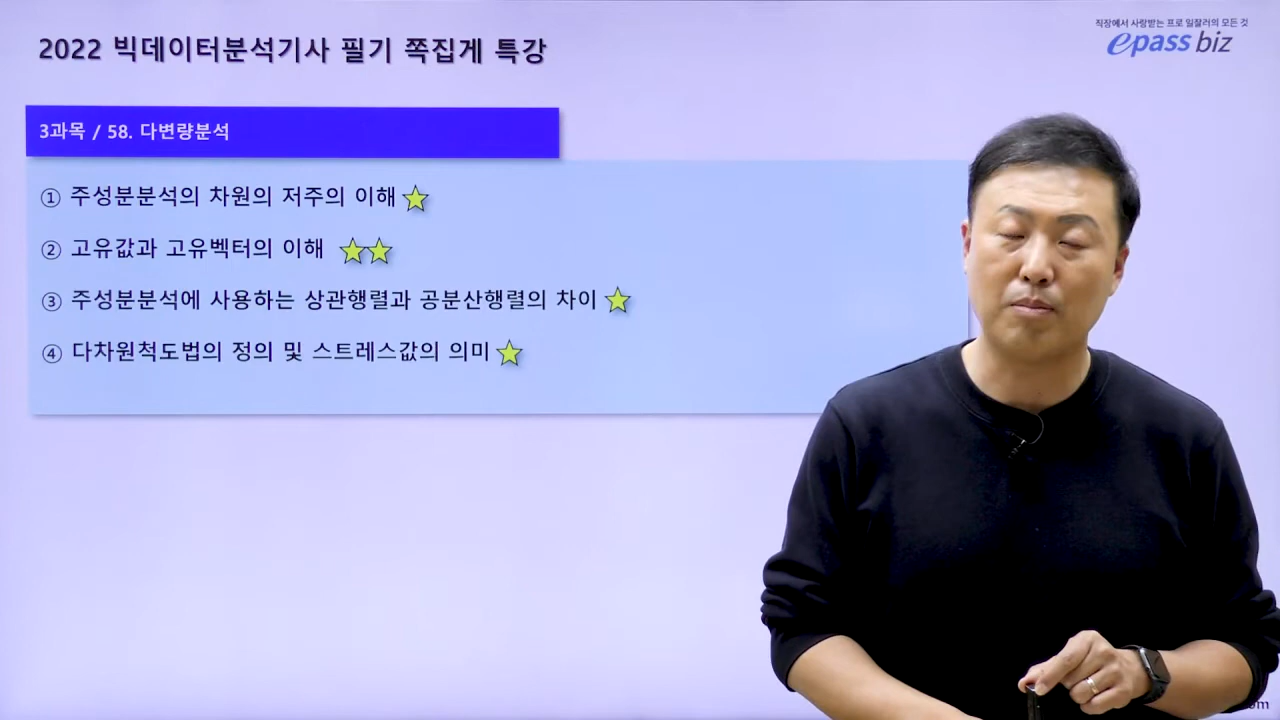 2022 빅데이터분석기사 필기 쪽집게 특강
직장에서 사랑받는 프로 일잘러의 모든 것
epass biz
3과목 / 58. 다변량분석
① 주성분분석의 차원의 저주의 이해
② 고유값과 고유벡터의 이해
③ 주성분분석에 사용하는 상관행렬과 공분산행렬의 차이
④ 다차원척도법의 정의 및 스트레스값의 의미